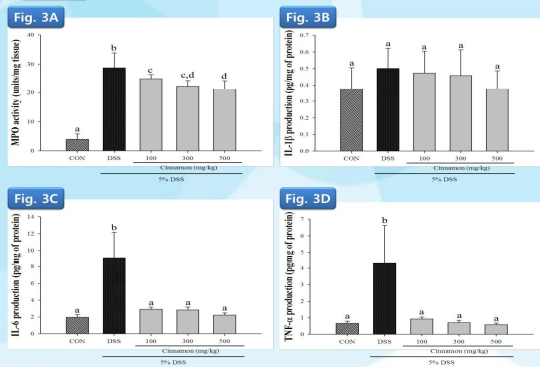 Fig. 3A
MPO activity (unit/mg tissue)
40
30
20
10
0
a
b
c
c,d
d
CON
DSS
100
300
500
Cinnamon (mg/kg)
5% DSS
Fig. 3B
IL-1β production (pg/mg of protein)
0.7
0.6
0.5
0.4
0.3
0.2
0.1
0.0
a
a
a
a
a
CON
DSS
100
300
500
Cinnamon (mg/kg)
5% DSS
Fig. 3C
IL-6 production (pg/mg of protein)
14
12
10
8
6
4
2
0
a
b
a
a
a
CON
DSS
100
300
500
Cinnamon (mg/kg)
5% DSS
Fig. 3D
TNF-α production (pgmg of protein)
7
6
5
4
3
2
1
0
a
b
a
a
a
CON
DSS
100
300
500
Cinnamon (mg/kg)
5% DSS